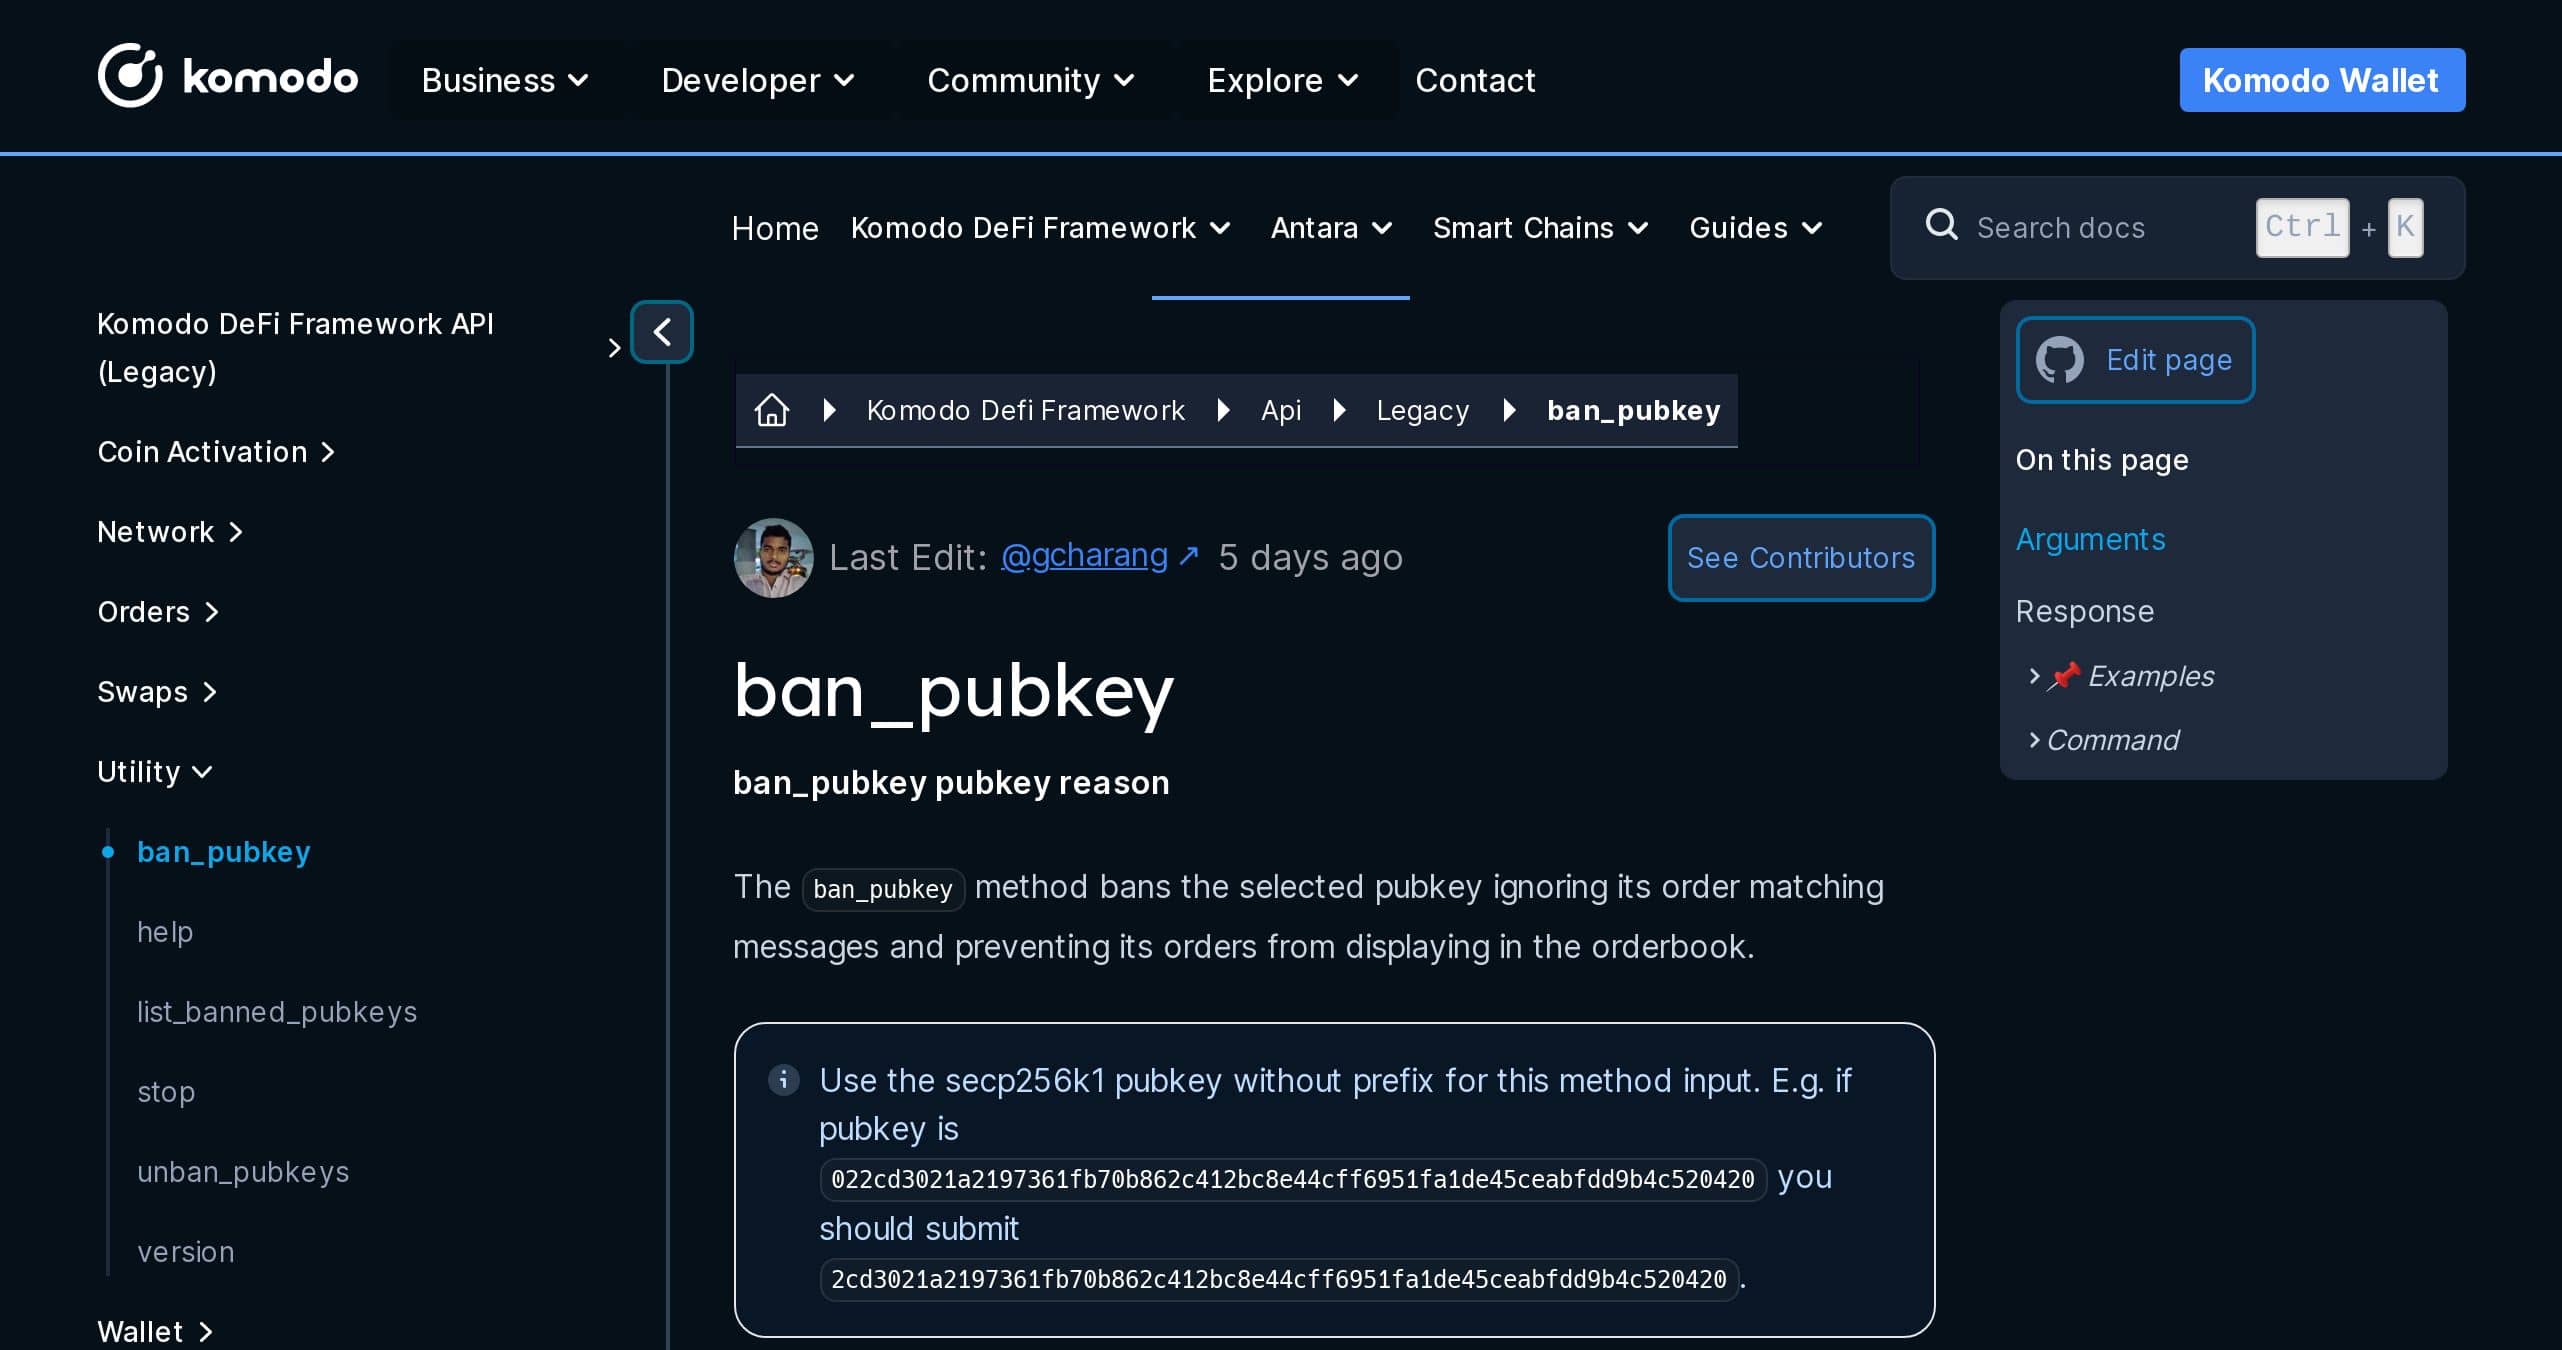 komodo Business Developer Community Explore Contact Komodo Wallet
Home Komodo DeFi Framework Antara Smart Chains Guides Search docs Ctrl + K
Komodo DeFi Framework API
(Legacy)
Coin Activation
Network
Orders
Swaps
Utility
ban_pubkey
help
list_banned_pubkeys
stop
unban_pubkeys
version
Wallet
Komodo Defi Framework Api Legacy ban_pubkey
Last Edit: @gcharang ↗ 5 days ago See Contributors
ban_pubkey
ban_pubkey pubkey reason
The ban_pubkey method bans the selected pubkey ignoring its order matching
messages and preventing its orders from displaying in the orderbook.
Use the secp256k1 pubkey without prefix for this method input. E.g. if
pubkey is
022cd3021a2197361fb70b862c412bc8e44cff6951fa1de45ceabfdd9b4c520420 you
should submit
2cd3021a2197361fb70b862c412bc8e44cff6951fa1de45ceabfdd9b4c520420.
Edit page
On this page
Arguments
Response
📌 Examples
Command